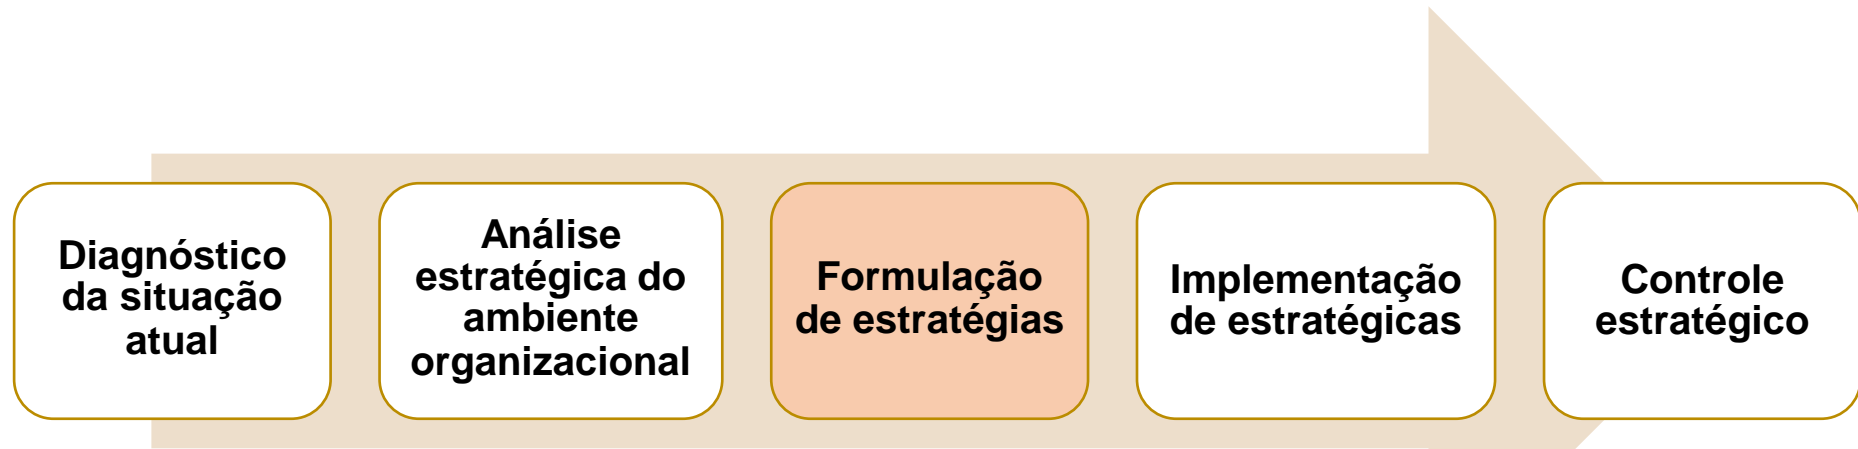 Diagnóstico
da situação
atual
Análise
estratégica do
ambiente
organizacional
Formulação
de estratégias
Implementação
de estratégicas
Controle
estratégico